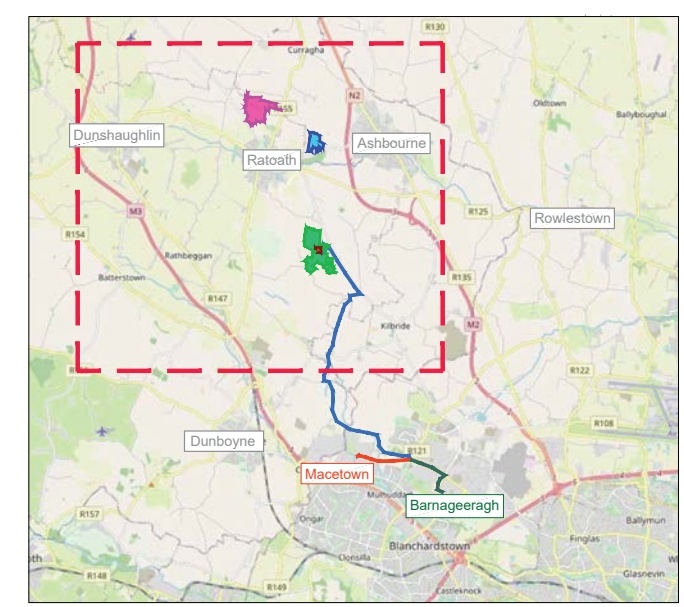 R130
Curragha
N2
Oldtown
R155
Ballyboughal
Dunshaughlin
Ashbourne
Ratoath
M3
R125
Rowlestown
R154
Rathbeggan
Batterstown
R135
R147
Kilbride
M2
R122
R108
Dunboyne
R121
Macetown
Barnageeragh
R157
Ongar
Ballymun
Finglas
Blanchardstown
Clonsilla
Glasnevin
R148
R149
Castleknock